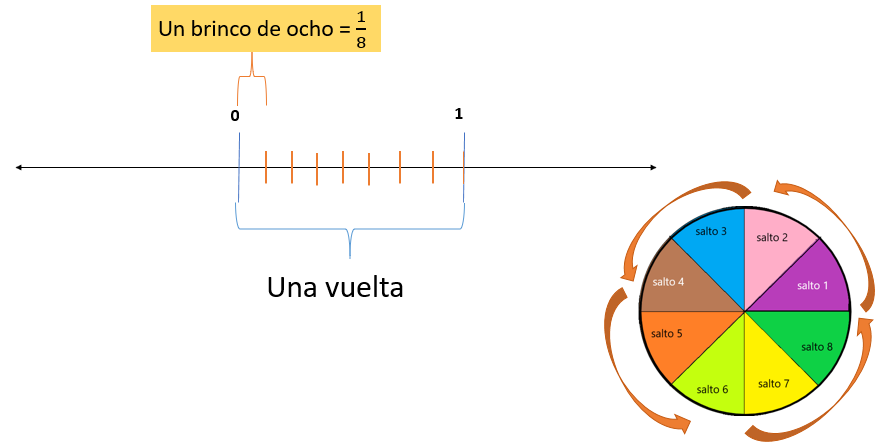 Un brinco de ocho = 1/8
0
1
Una vuelta
salto 3
salto 2
salto 4
salto 1
salto 5
salto 8
salto 6
salto 7